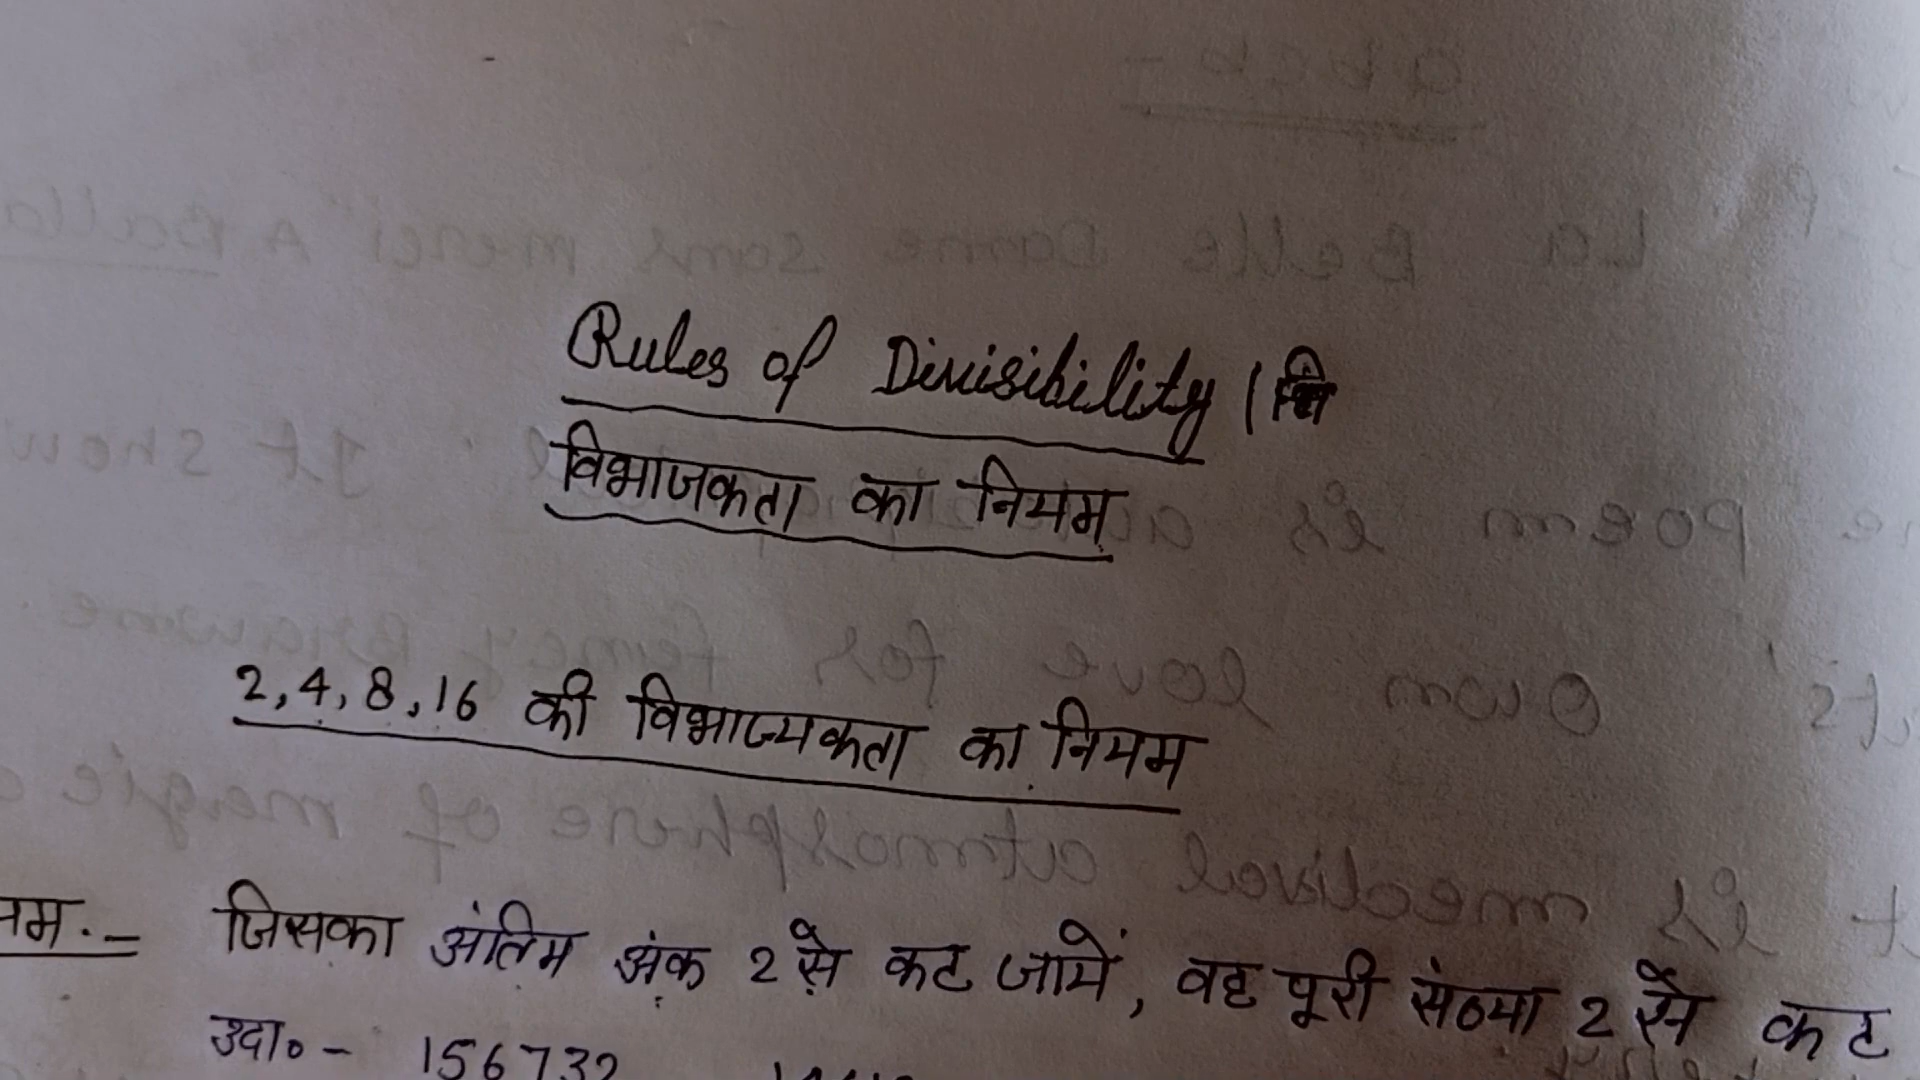 Rules of Divisibility |
विभाजकता का नियम
2, 4, 8, 16 की विभाज्यकता का नियम
जिसका अंतिम अंक 2 से कट जायें, वह पूरी संख्या 2 से कट
उदा० - 156732